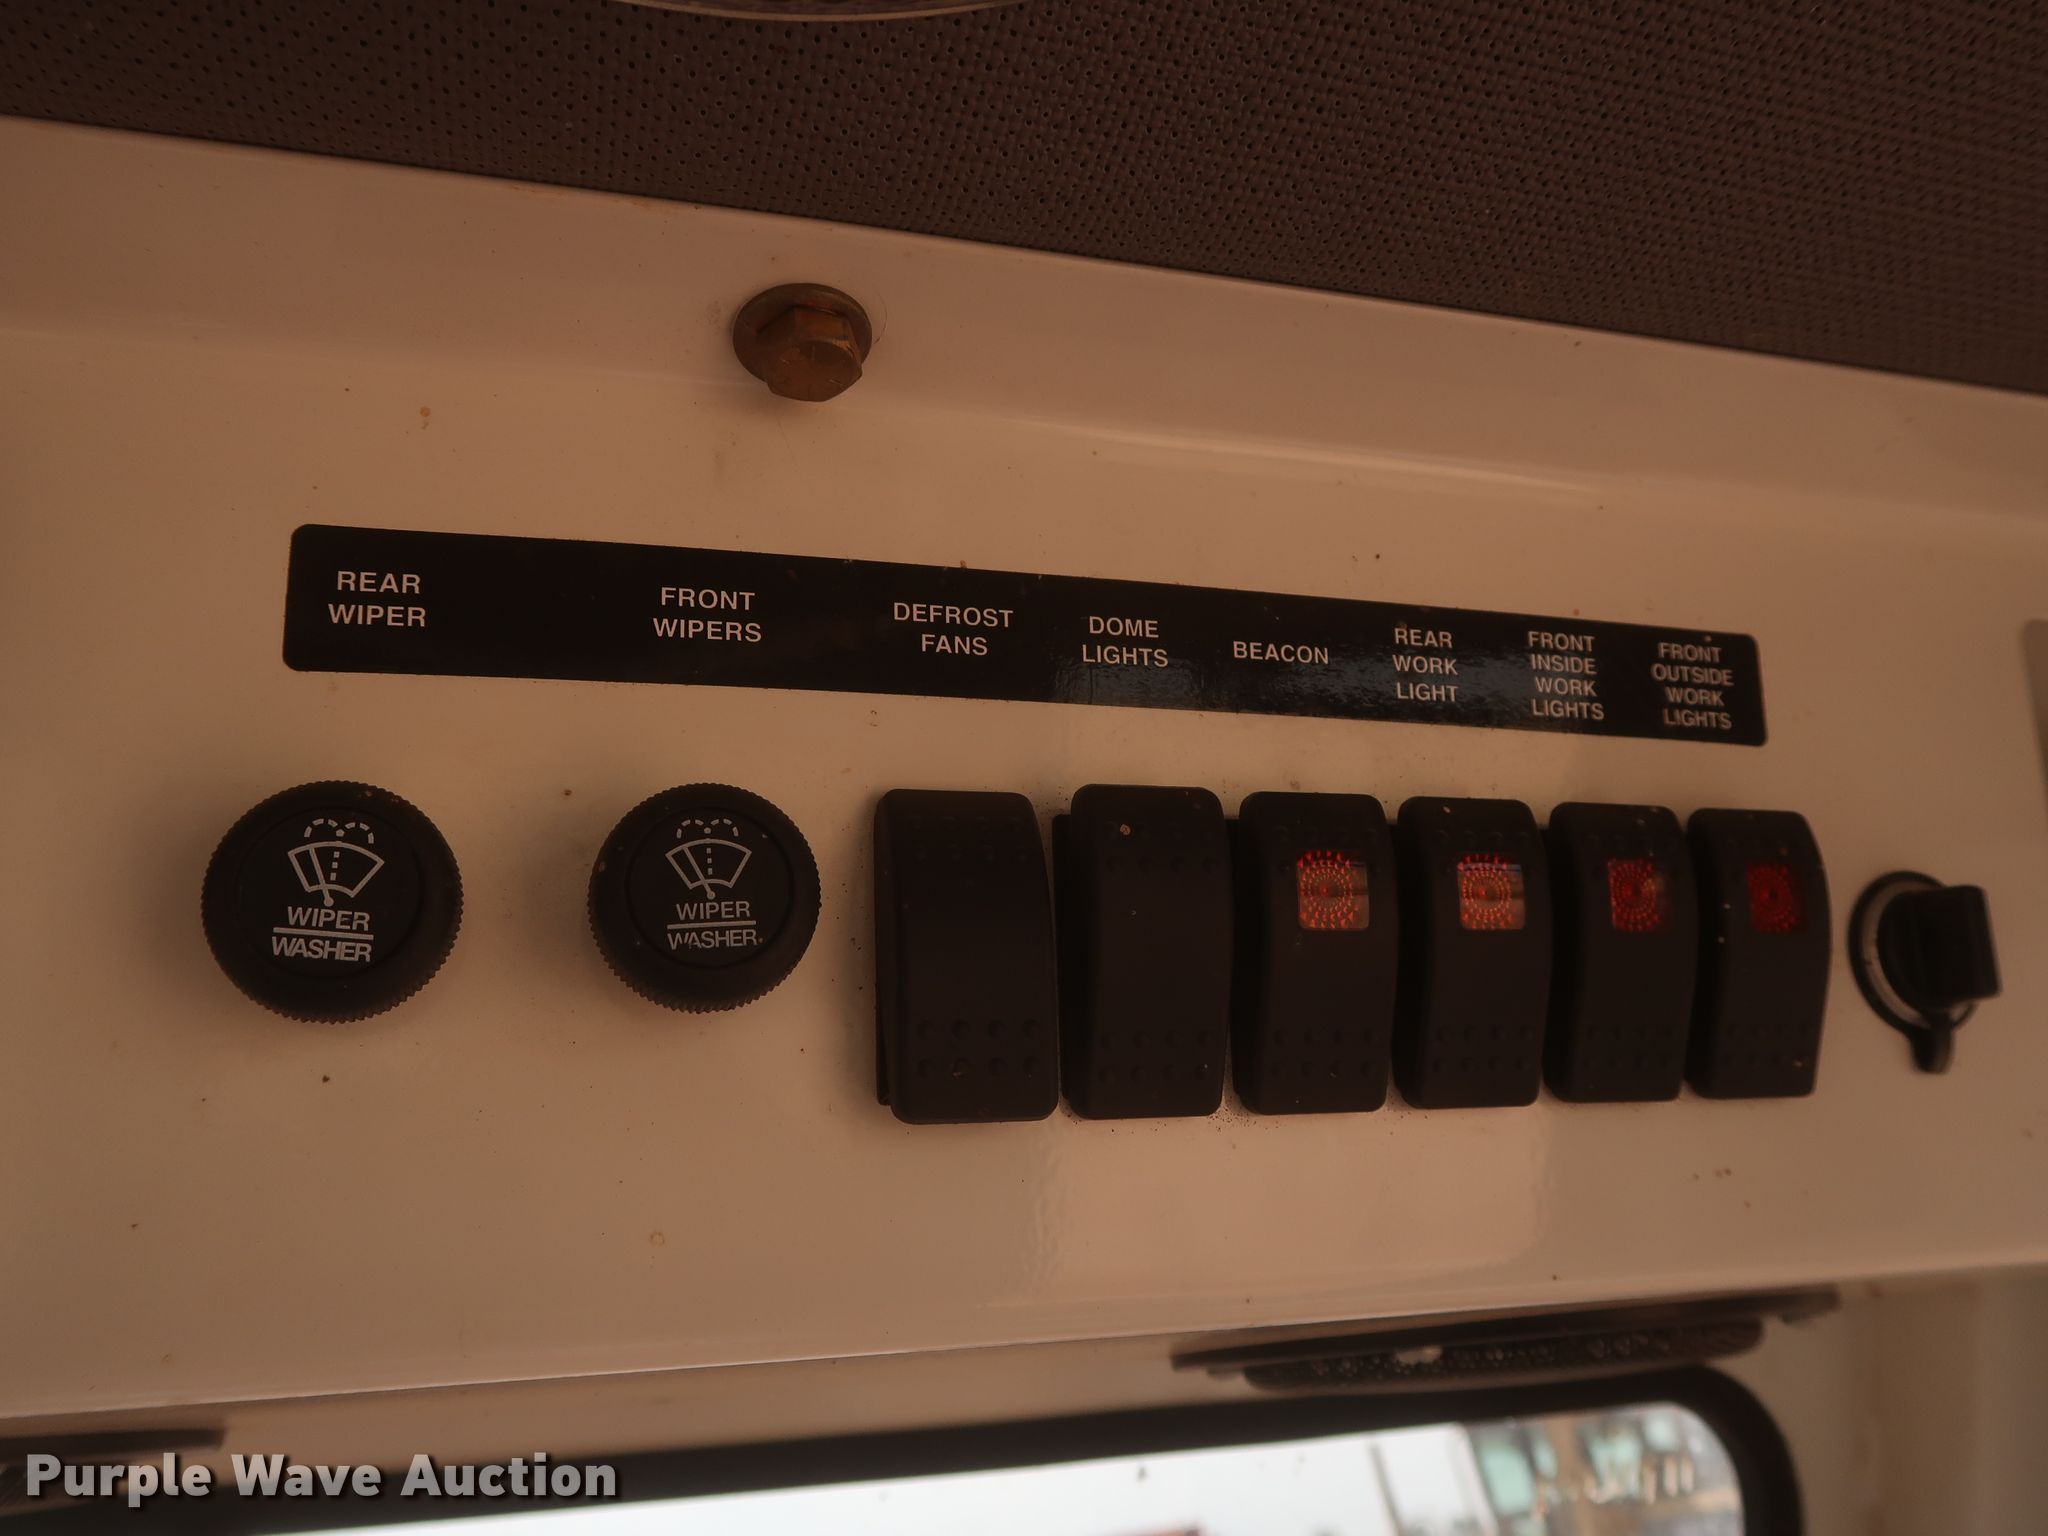 REAR
WIPER
FRONT
WIPERS
DEFROST
FANS
DOME
LIGHTS
BEACON
REAR
WORK
LIGHT
FRONT
INSIDE
WORK
LIGHTS
FRONT
OUTSIDE
WORK
LIGHTS
WIPER
WASHER
WIPER
WASHER
Purple Wave Auction